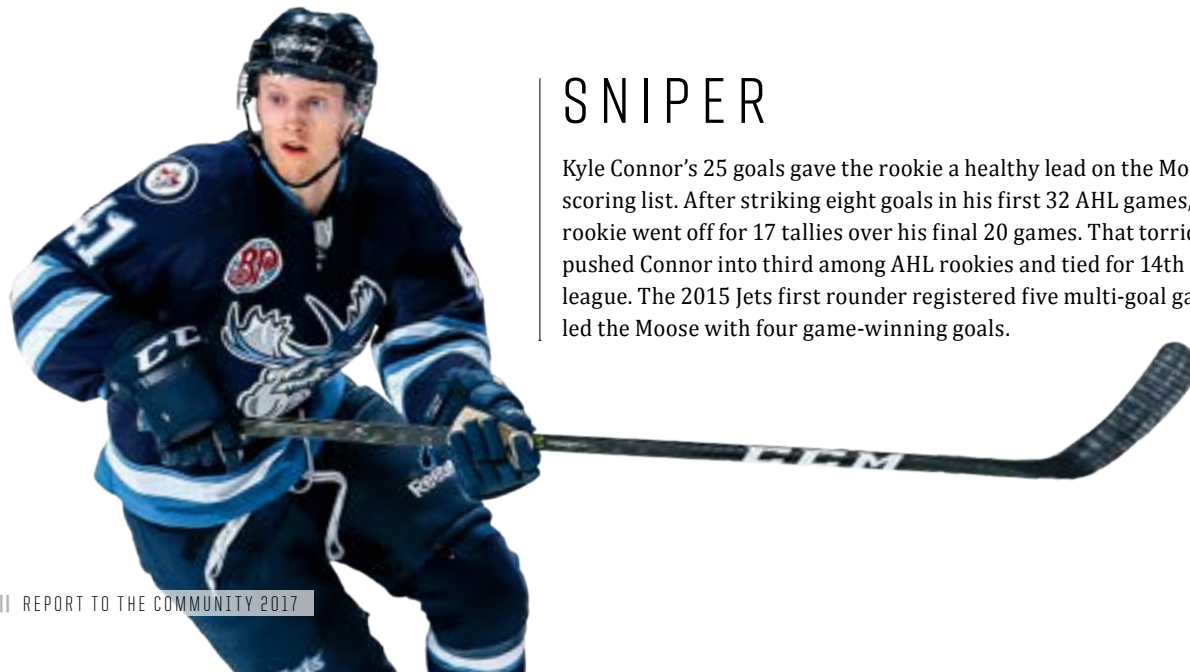 SNIPER
Kyle Connor’s 25 goals gave the rookie a healthy lead on the
scoring list. After striking eight goals in his first 32 AHL games,
rookie went off for 17 tallies over his final 20 games. That
pushed Connor into third among AHL rookies and tied for 14th
league. The 2015 Jets first rounder registered five multi-goal
led the Moose with four game-winning goals.
41
BP
CCM
Reebok
REPORT TO THE COMMUNITY 2017